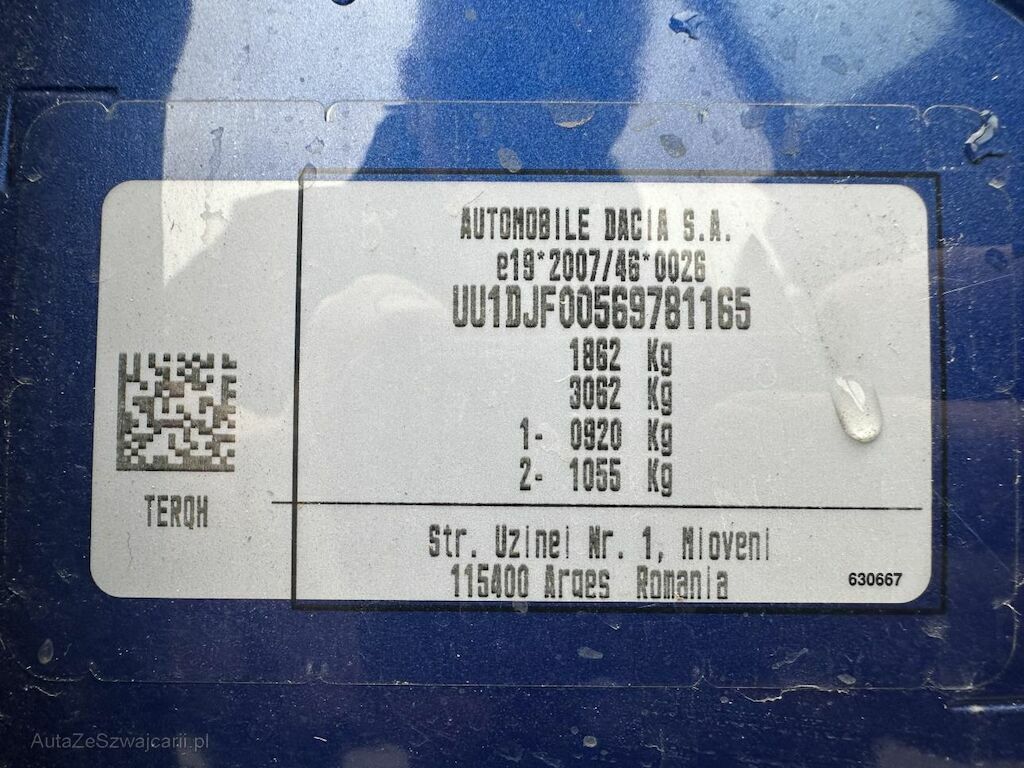 AUTOMOBILE DACIA S.A.
e19*2007/46*0026
UU1DJF00569781165
1862 Kg
3062 Kg
1- 0920 Kg
2- 1055 Kg
TERQH
Str. Uzinei Nr. 1, Mioveni
115400 Arges Romania
630667
AutaZeSzwajcarii.pl